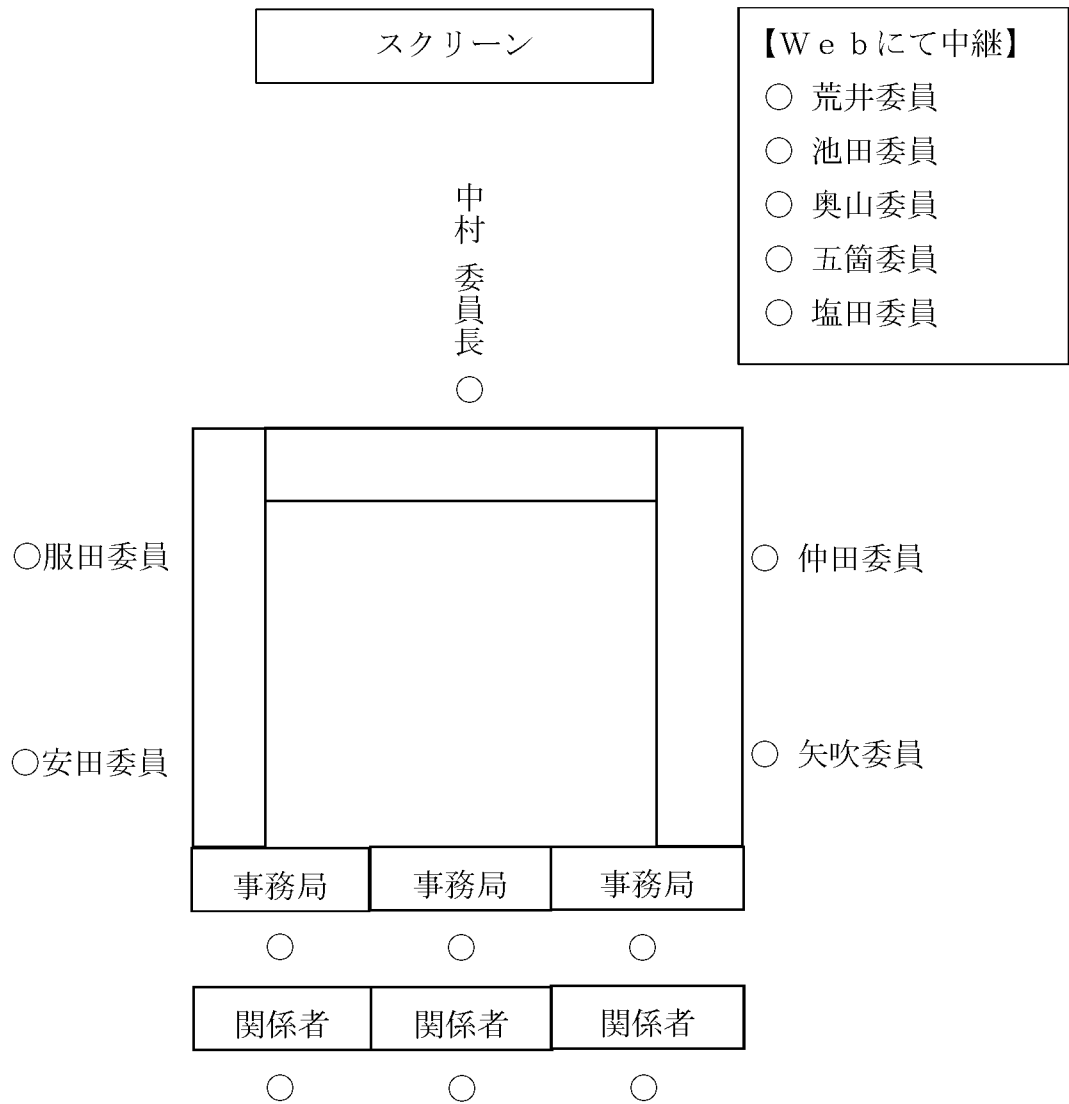 スクリーン
【Ｗｅｂにて中継】
○ 荒井委員
○ 池田委員
○ 奥山委員
○ 五箇委員
○ 塩田委員
中村 委員長
○
○服田委員
○ 仲田委員
○安田委員
○ 矢吹委員
事務局 事務局 事務局
○ ○ ○
関係者 関係者 関係者
○ ○ ○